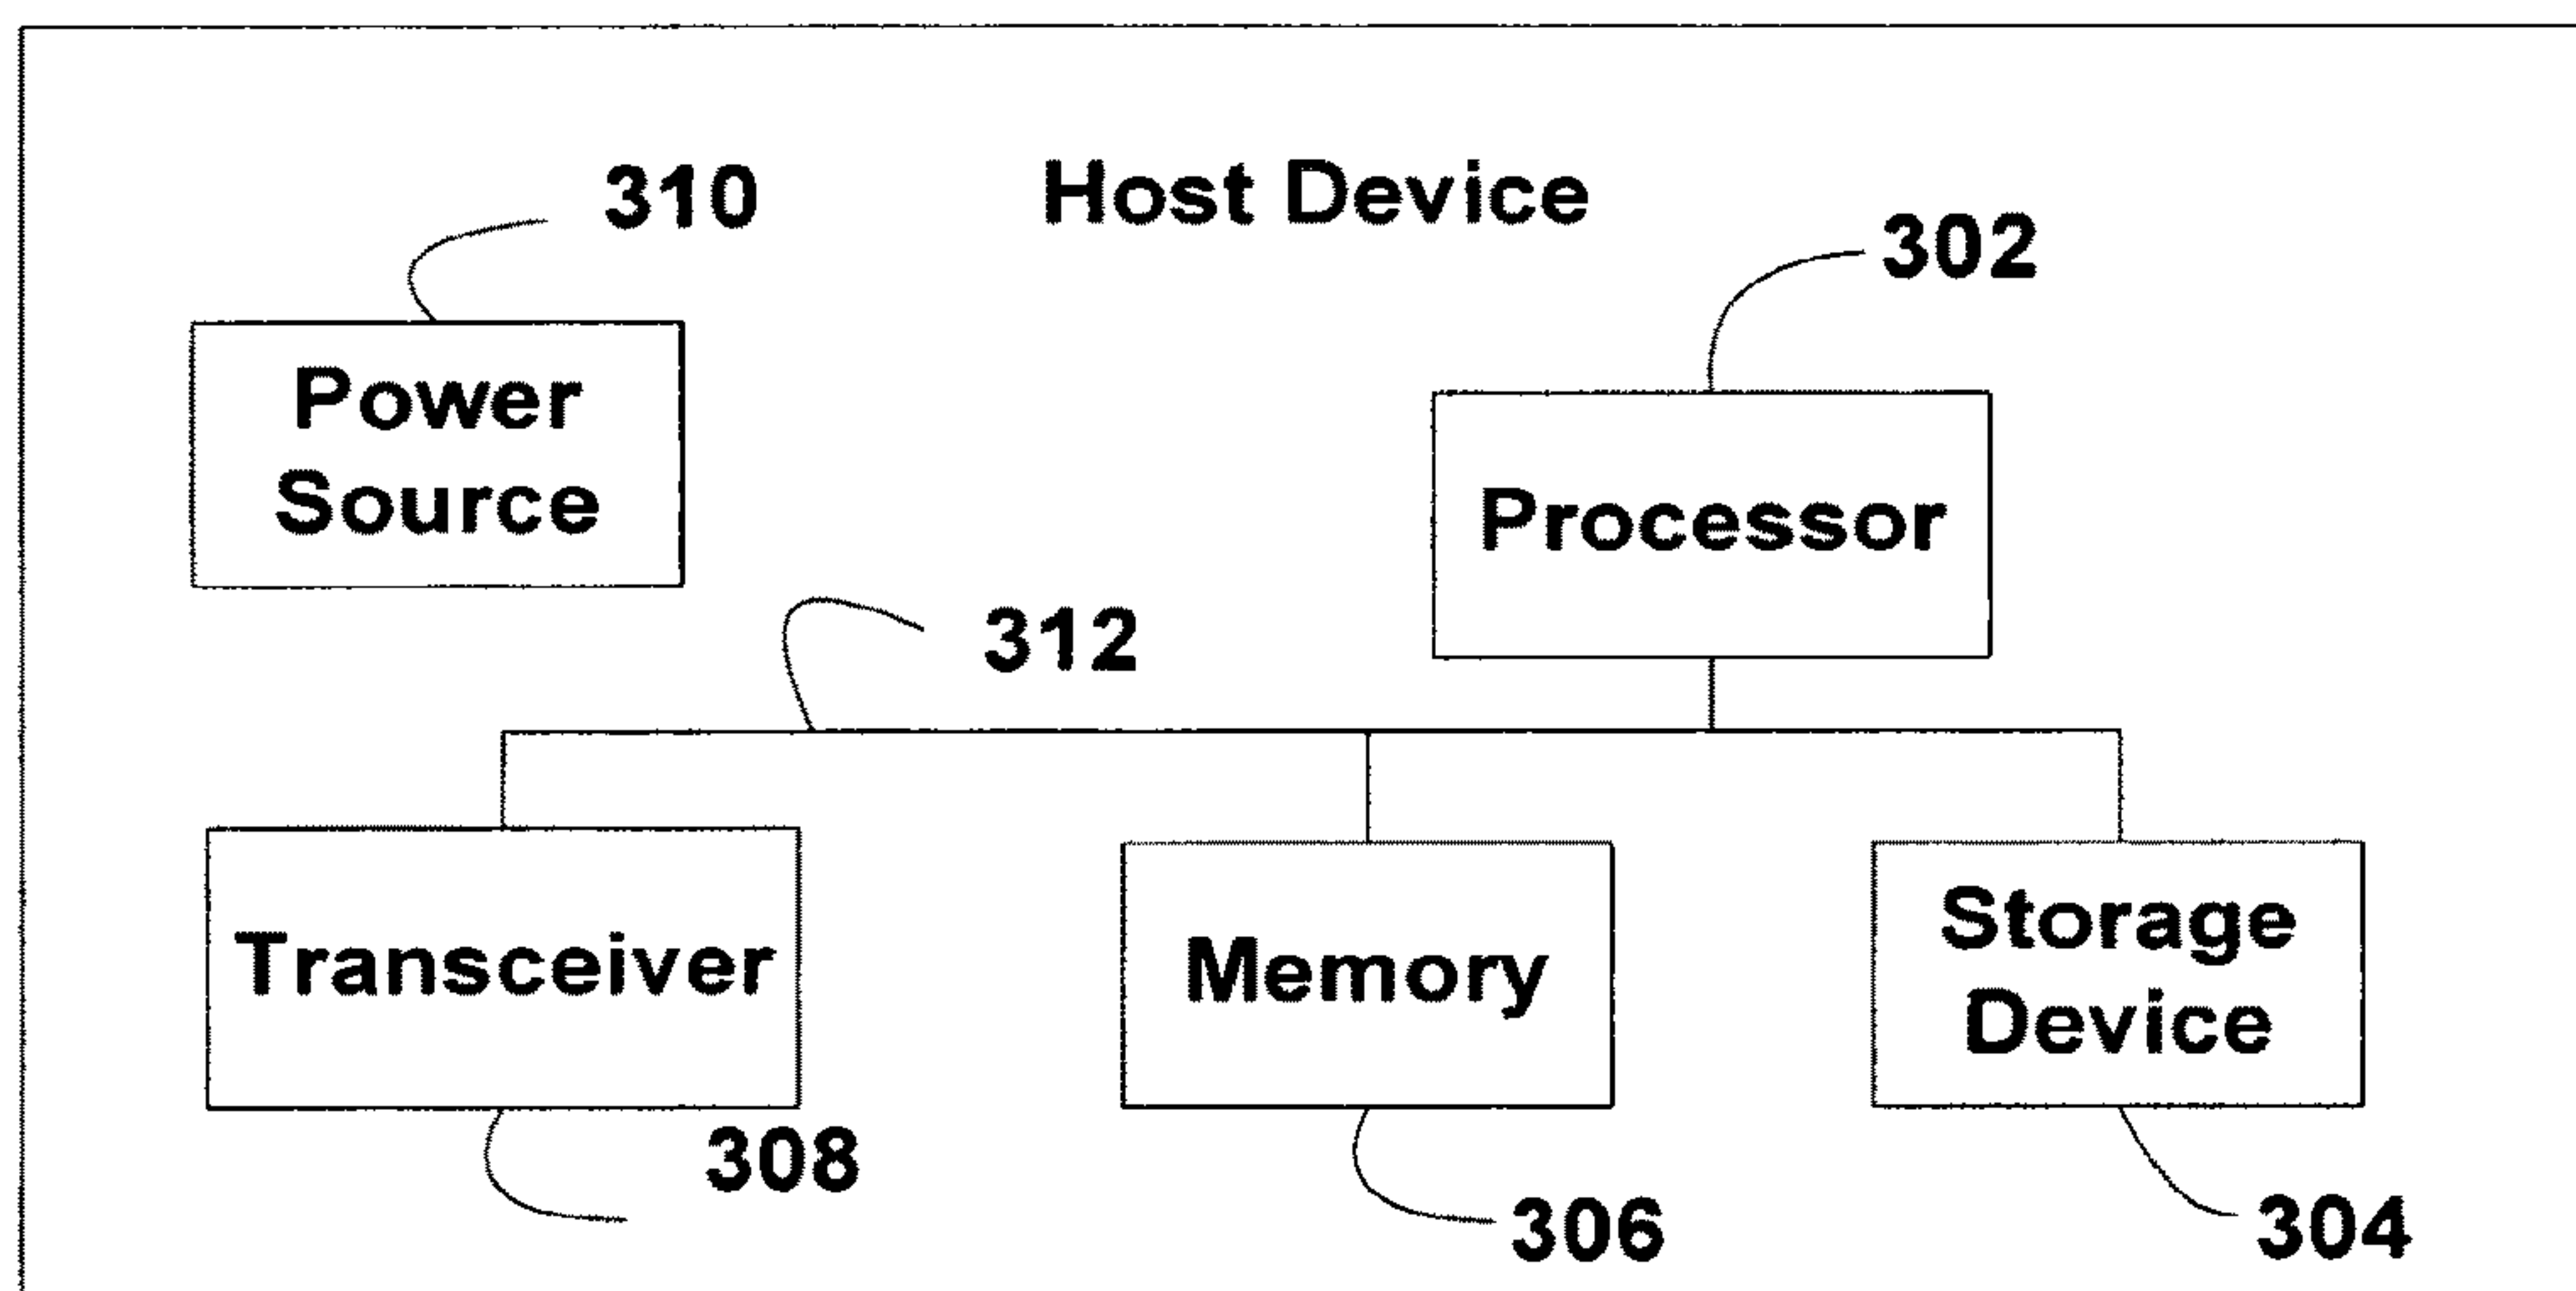 Host Device
310
302
Power
Source
Processor
312
Transceiver
Memory
Storage
Device
308
306
304